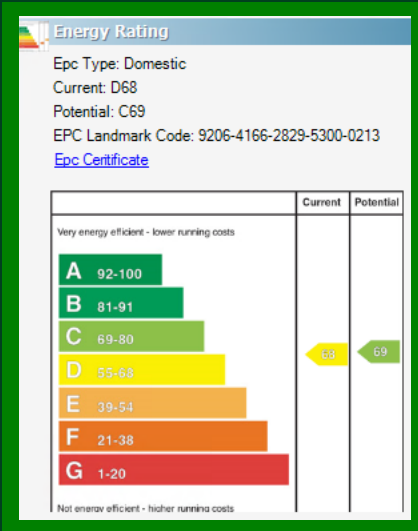 Energy Rating
Epc Type: Domestic
Current: D68
Potential: C69
EPC Landmark Code: 9206-4166-2829-5300-0213
Epc Ceritificate
Current Potential
Very energy efficient - lower running costs
A 92-100
B 81-91
C 69-80
D 55-68
E 39-54
F 21-38
G 1-20
69
Not energy efficient - higher running costs